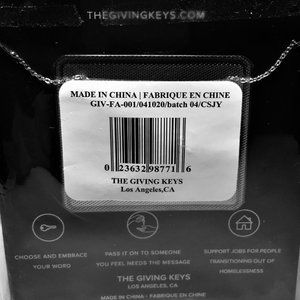 THEGIVINGKEYS.COM
MADE IN CHINA | FABRIQUE EN CHINE
GIV-FA-001/041020/batch 04/CSJY
0 23632 98771 6
THE GIVING KEYS
Los Angeles,CA
CHOOSE AND EMBRACE
YOUR WORD
PASS IT ON TO SOMEONE
YOU FEEL NEEDS THE MESSAGE
SUPPORT JOBS FOR PEOPLE
TRANSITIONING OUT OF
HOMELESSNESS
THE GIVING KEYS
LOS ANGELES, CA
MADE IN CHINA · FABRIQUE EN CHINE